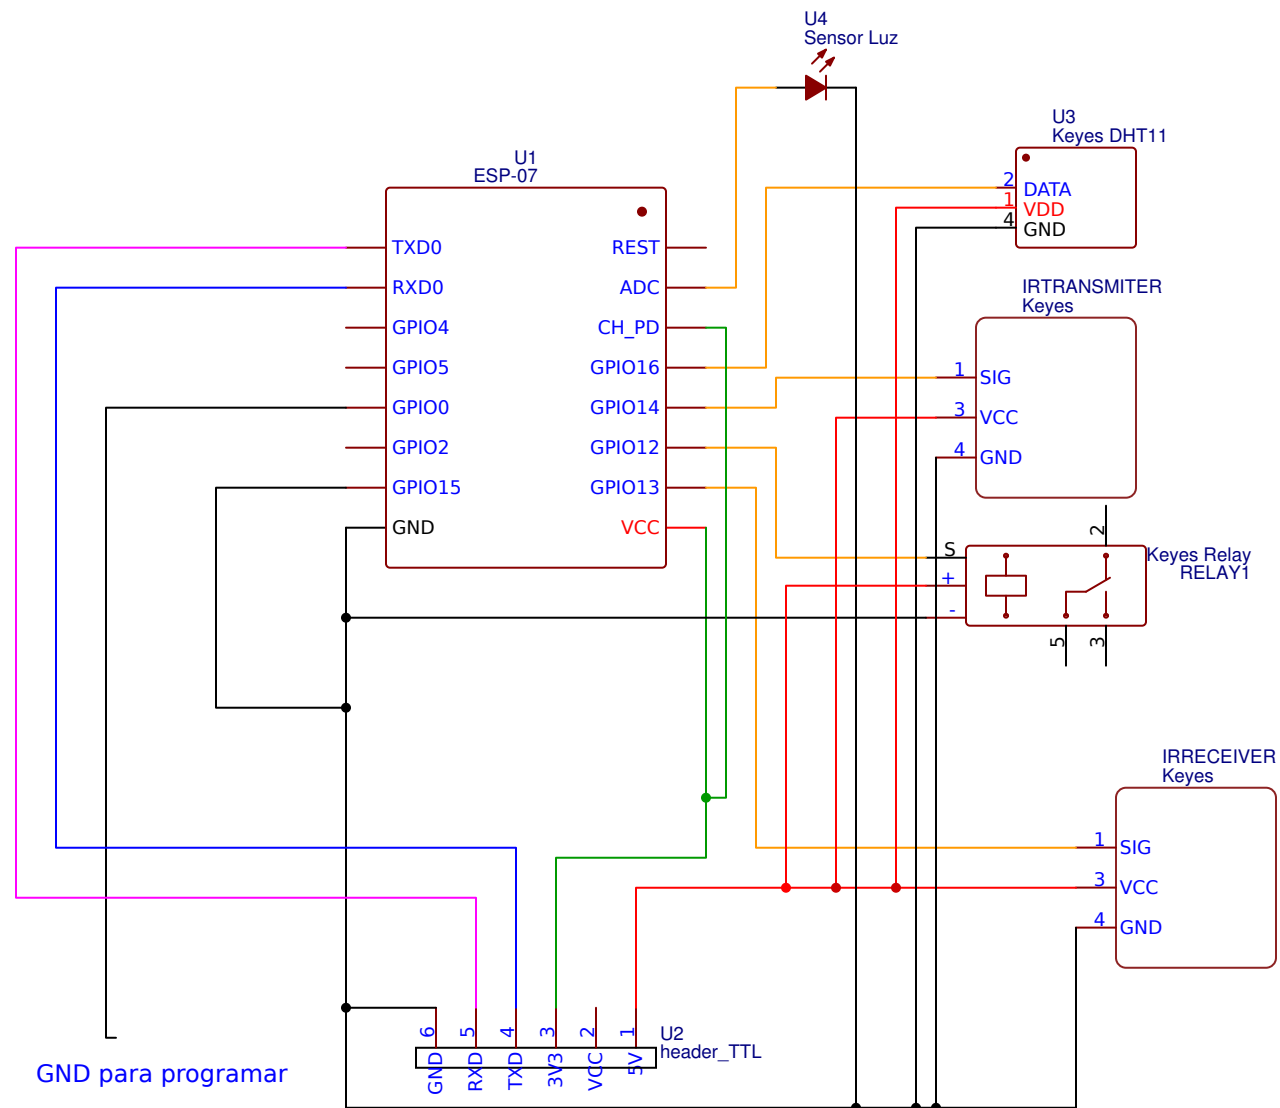 U4
Sensor Luz
U3
Keyes DHT11
2 DATA
1 VDD
4 GND
U1
ESP-07
TXD0 REST
RXD0 ADC
GPIO4 CH_PD
GPIO5 GPIO16
GPIO0 GPIO14
GPIO2 GPIO12
GPIO15 GPIO13
GND VCC
IRTRANSMITER
Keyes
1 SIG
3 VCC
4 GND
2
Keyes Relay
RELAY1
S
+
-
5 3
IRRECEIVER
Keyes
1 SIG
3 VCC
4 GND
6 5 4 3 2 1
GND RXD TXD 3V3 VCC 5V
U2
header_TTL
GND para programar